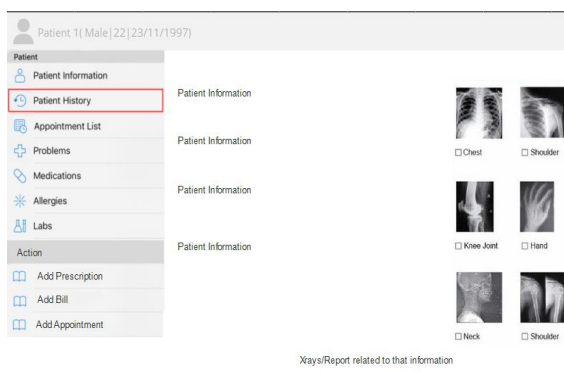 Patient 1( Male|22|23/11/1997)
Patient
Patient Information
Patient History
Appointment List
Problems
Medications
Allergies
Labs
Action
Add Prescription
Add Bill
Add Appointment
Patient Information
Patient Information
Patient Information
Patient Information
Chest
Shoulder
Knee Joint
Hand
Neck
Shoulder
Xrays/Report related to that information